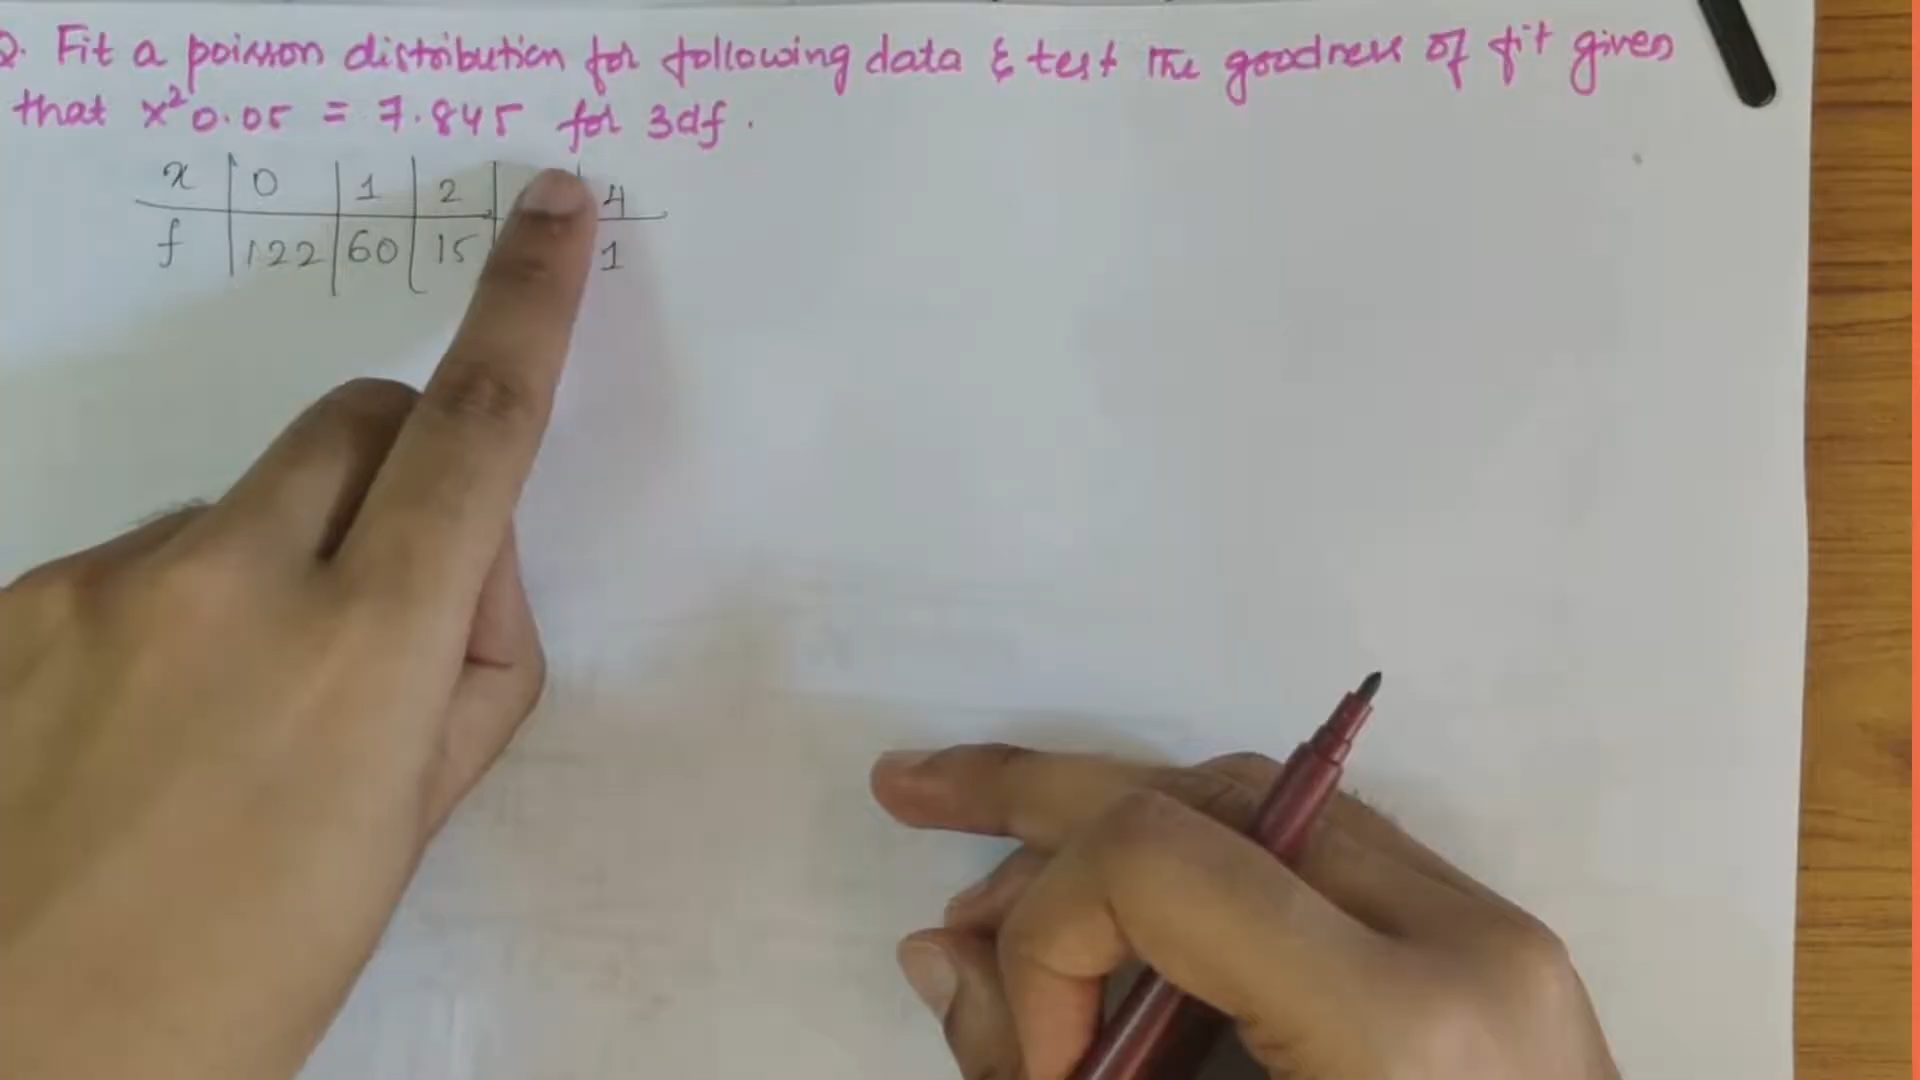 Q. Fit a poisson distribution for following data & test the goodness of fit given
that x² 0.05 = 7.845 for 3df.
x 0 1 2 4
f 122 60 15 1